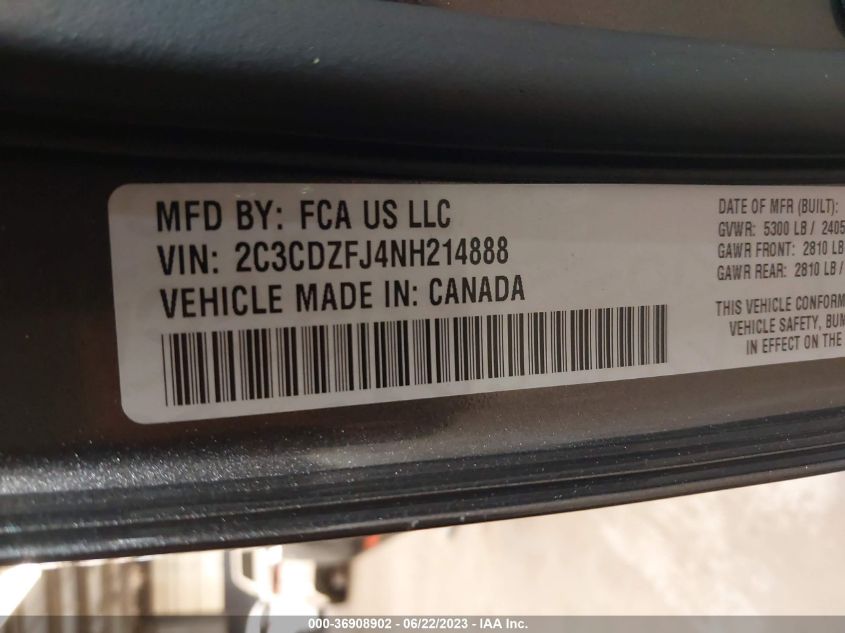 MFD BY: FCA US LLC
VIN: 2C3CDZFJ4NH214888
VEHICLE MADE IN: CANADA
DATE OF MFR (BUILT):
GVWR: 5300 LB / 2405
GAWR FRONT: 2810 LB
GAWR REAR: 2810 LB /
THIS VEHICLE CONFORM
VEHICLE SAFETY, BUM
IN EFFECT ON THE
000-36908902 - 06/22/2023 - IAA Inc.